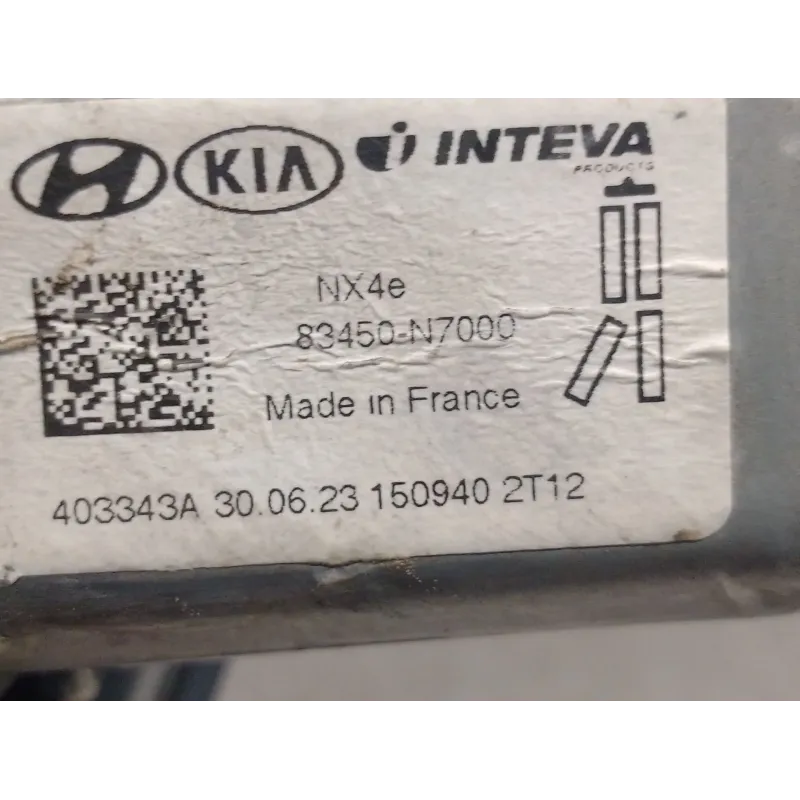 KIA INTEVA
PRODUCTS
NX4e
83450-N7000
Made in France
403343A 30.06.23 150940 2T12